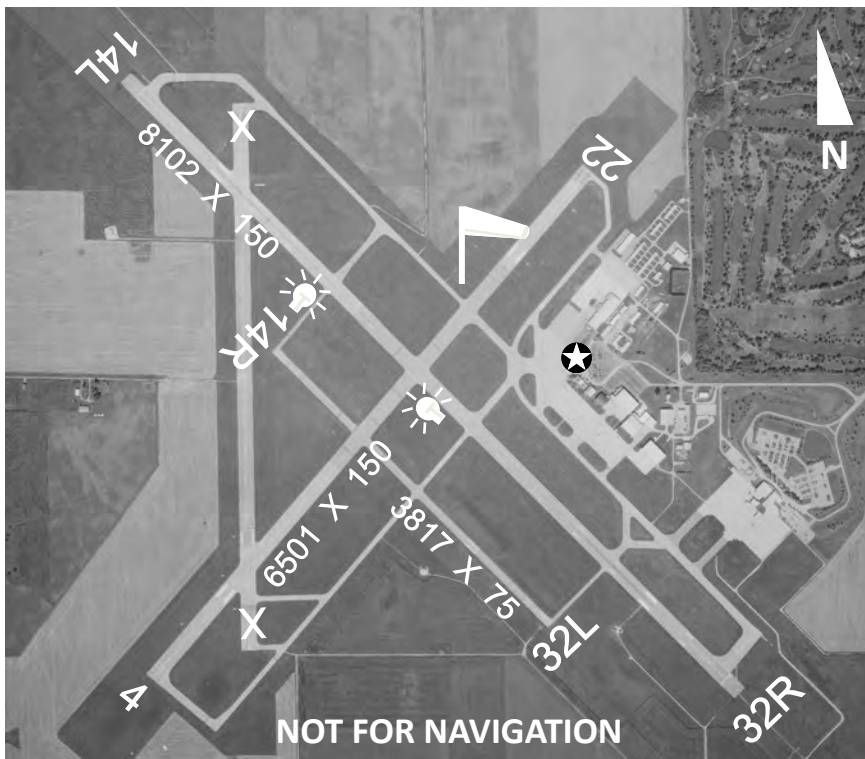 14L
X
8102 X 150
22
N
14R
6501 X 150
3817 X 75
X
32L
4
32R
NOT FOR NAVIGATION